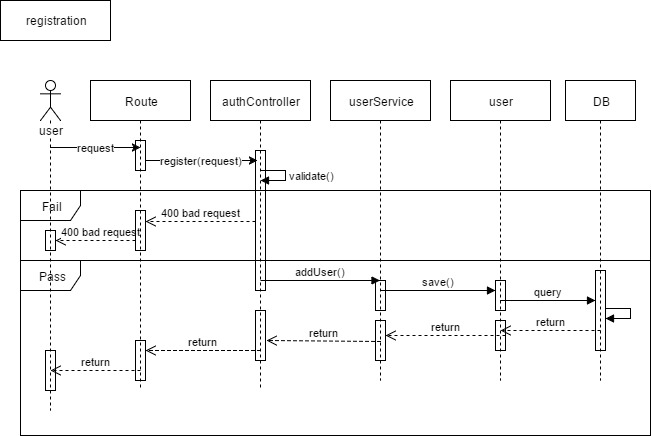 registration
user
Route
authController
userService
user
DB
request
register(request)
validate()
Fail
400 bad request
400 bad request
Pass
addUser()
save()
query
return
return
return
return
return